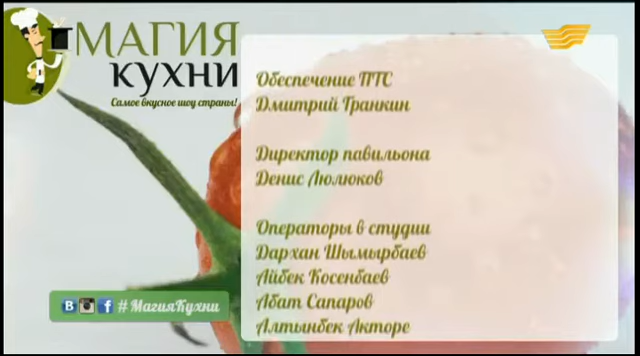 МАГИЯ
КУХНИ
Самое вкусное шоу страны!
Обеспечение ПТС
Дмитрий Гранкин
Директор павильона
Денис Люлюков
Операторы в студии
Дархан Шымырбаев
Айбек Косенбаев
Абат Сапаров
Алтынбек Акторе
В f #МагияКухни